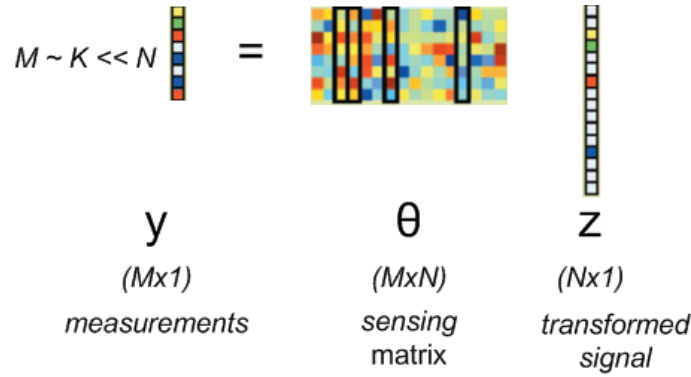 M ~ K << N =
y θ z
(Mx1) (MxN) (Nx1)
measurements sensing transformed
matrix signal